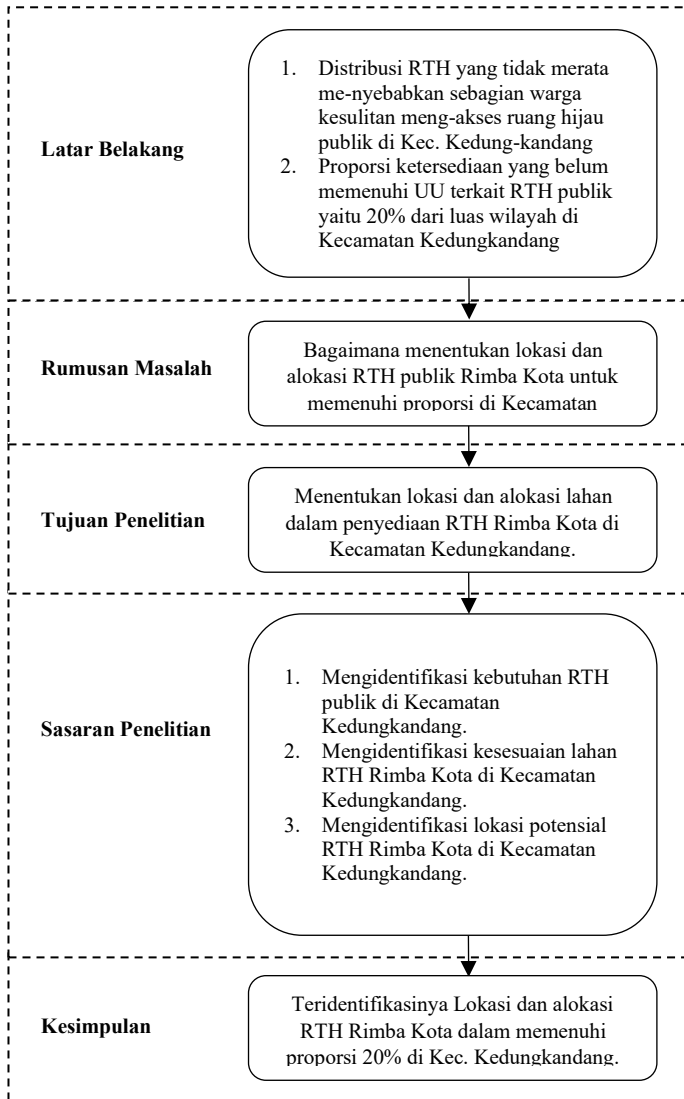 Latar Belakang
1. Distribusi RTH yang tidak merata
me-nyebabkan sebagian warga
kesulitan meng-akses ruang hijau
publik di Kec. Kedung-kandang
2. Proporsi ketersediaan yang belum
memenuhi UU terkait RTH publik
yaitu 20% dari luas wilayah di
Kecamatan Kedungkandang
Rumusan Masalah
Bagaimana menentukan lokasi dan
alokasi RTH publik Rimba Kota untuk
memenuhi proporsi di Kecamatan
Tujuan Penelitian
Menentukan lokasi dan alokasi lahan
dalam penyediaan RTH Rimba Kota di
Kecamatan Kedungkandang.
Sasaran Penelitian
1. Mengidentifikasi kebutuhan RTH
publik di Kecamatan
Kedungkandang.
2. Mengidentifikasi kesesuaian lahan
RTH Rimba Kota di Kecamatan
Kedungkandang.
3. Mengidentifikasi lokasi potensial
RTH Rimba Kota di Kecamatan
Kedungkandang.
Kesimpulan
Teridentifikasinya Lokasi dan alokasi
RTH Rimba Kota dalam memenuhi
proporsi 20% di Kec. Kedungkandang.